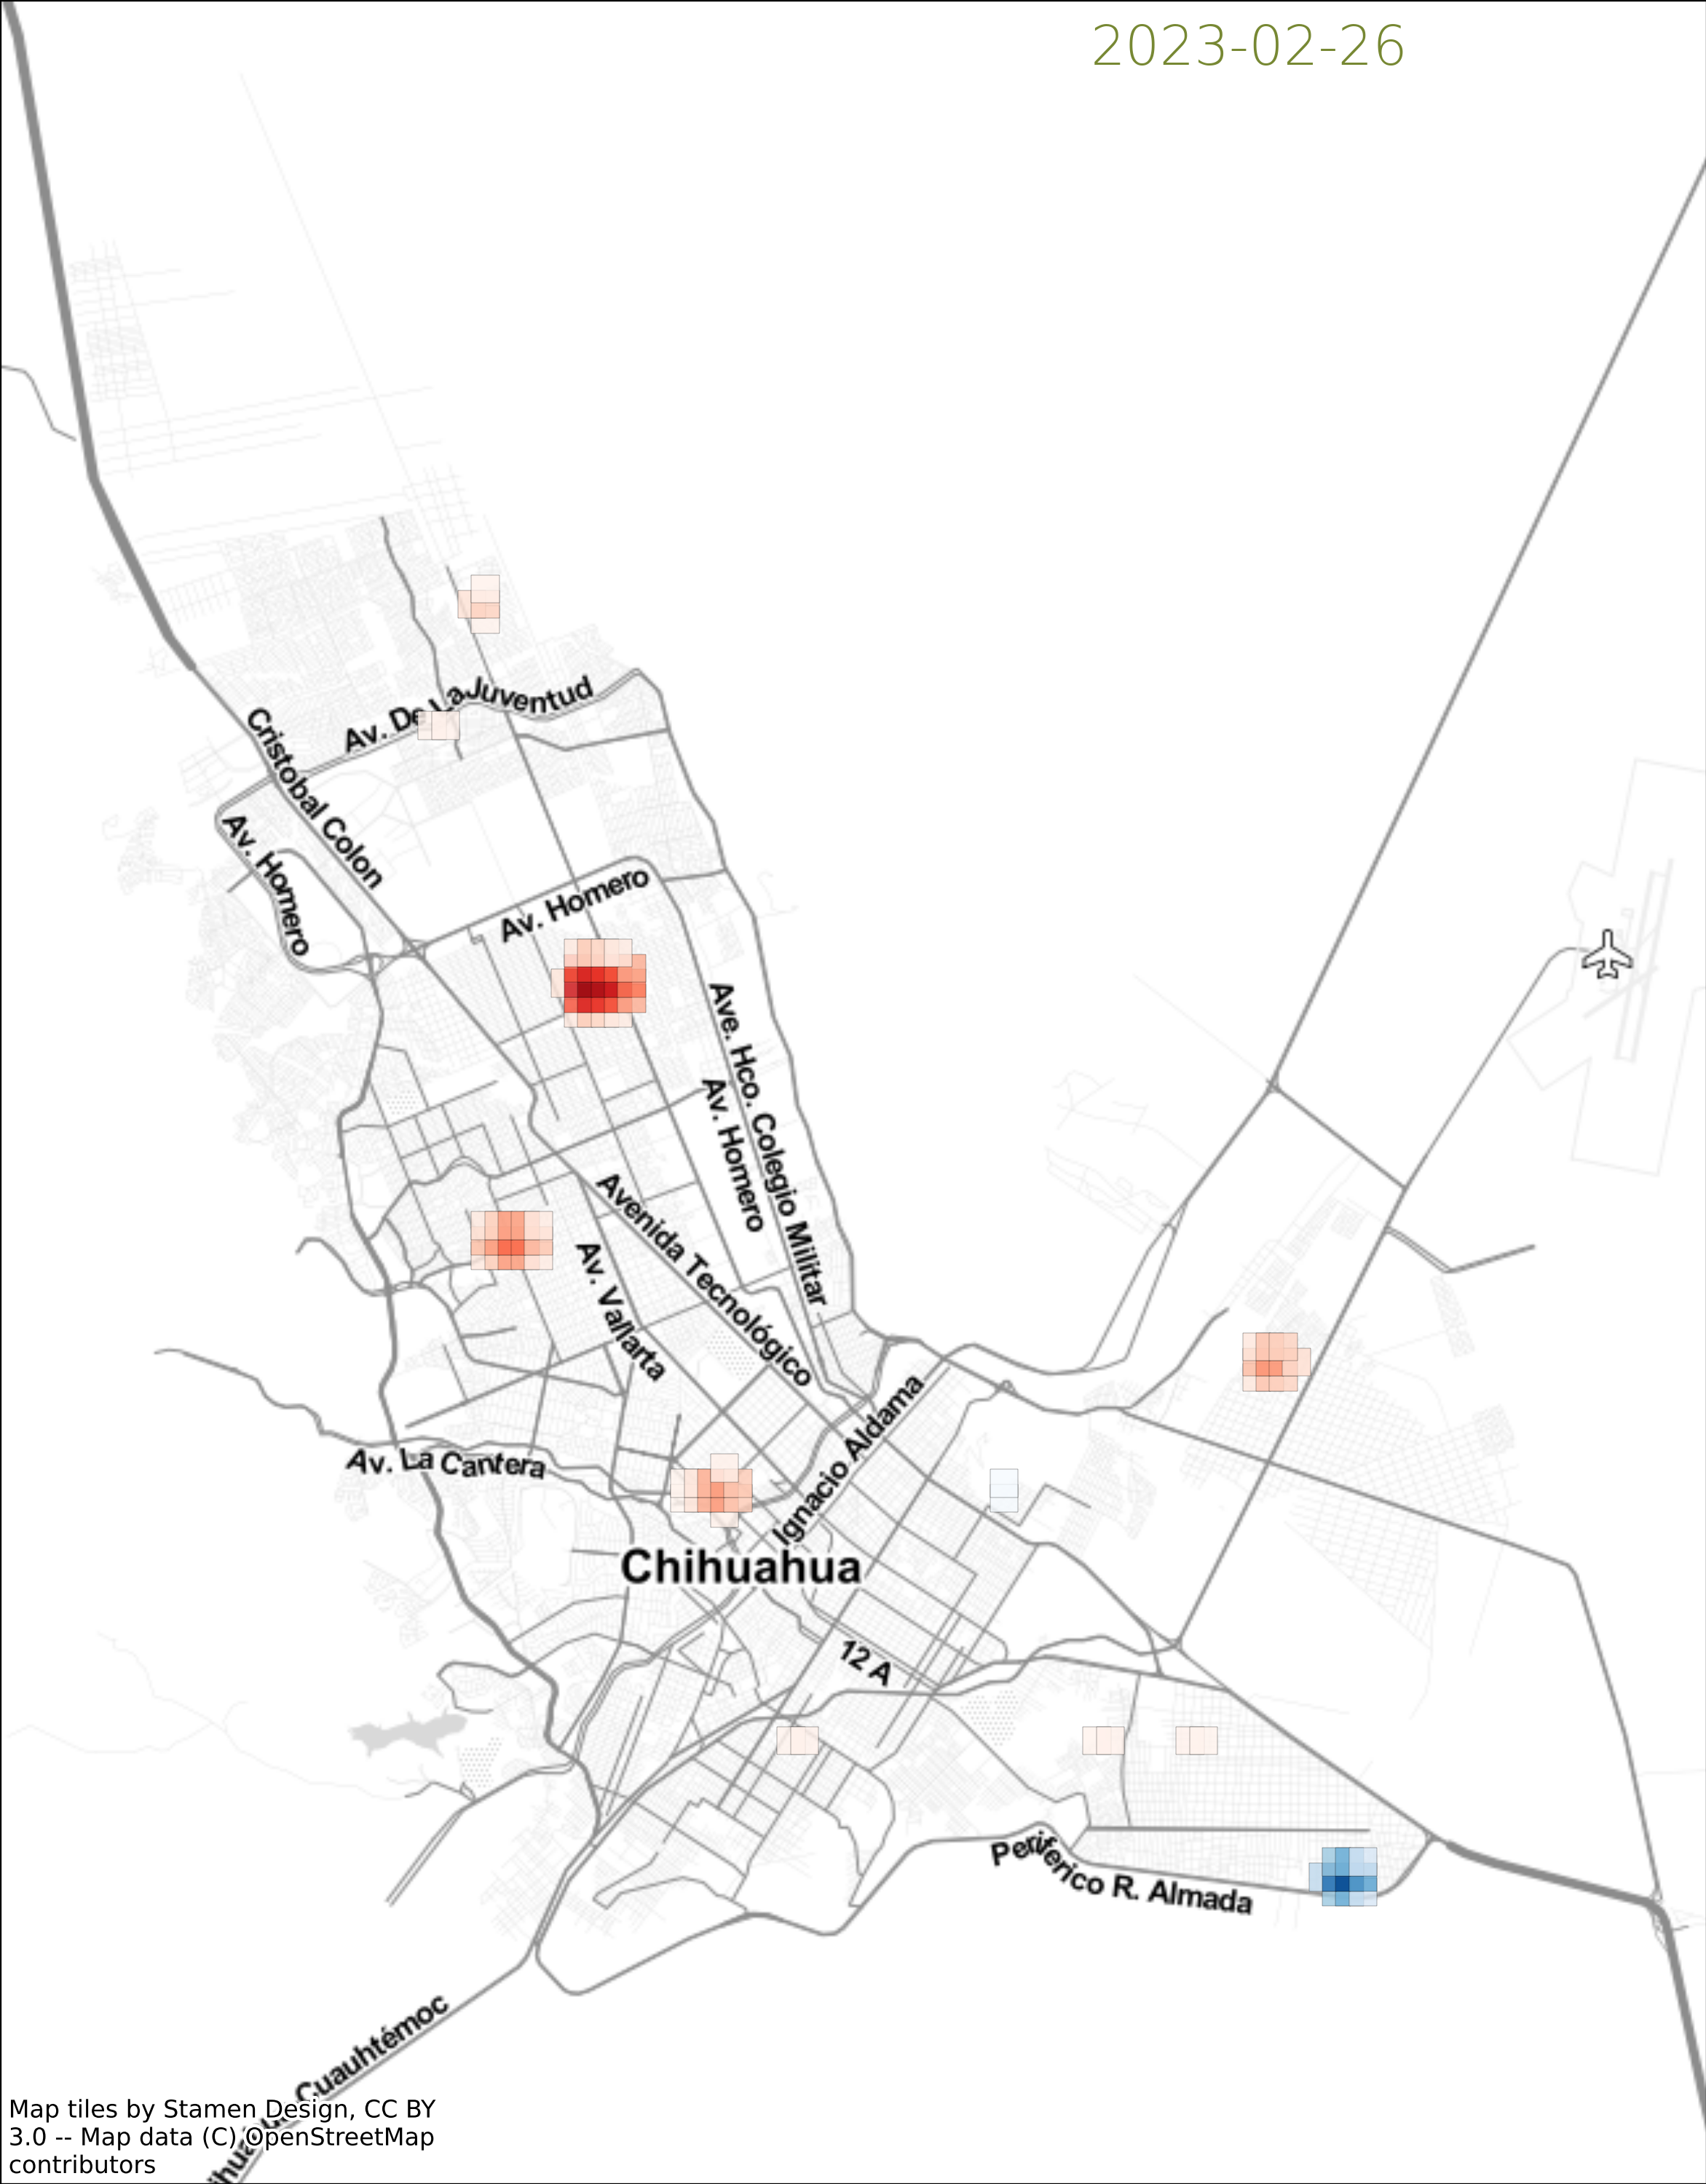 2023-02-26
Av. De La Juventud
Cristobal Colon
Av. Homero
Av. Homero
Ave. Hco. Colegio Militar
Av. Homero
Avenida Tecnológico
Av. Vallarta
Ignacio Aldama
Av. La Cantera
Chihuahua
12 A
Periferico R. Almada
Cuauhtémoc
Map tiles by Stamen Design, CC BY
3.0 -- Map data (C) OpenStreetMap
contributors